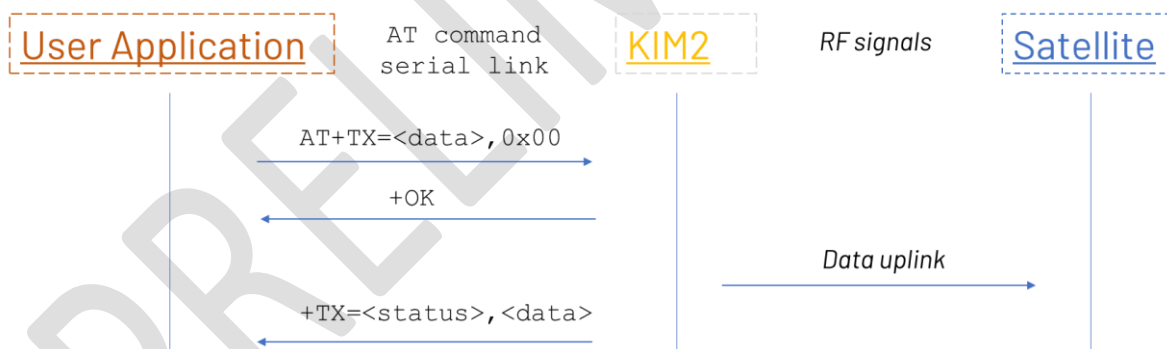 User Application
AT command
serial link
KIM2
RF signals
Satellite
AT+TX=<data>,0x00
+OK
Data uplink
+TX=<status>,<data>